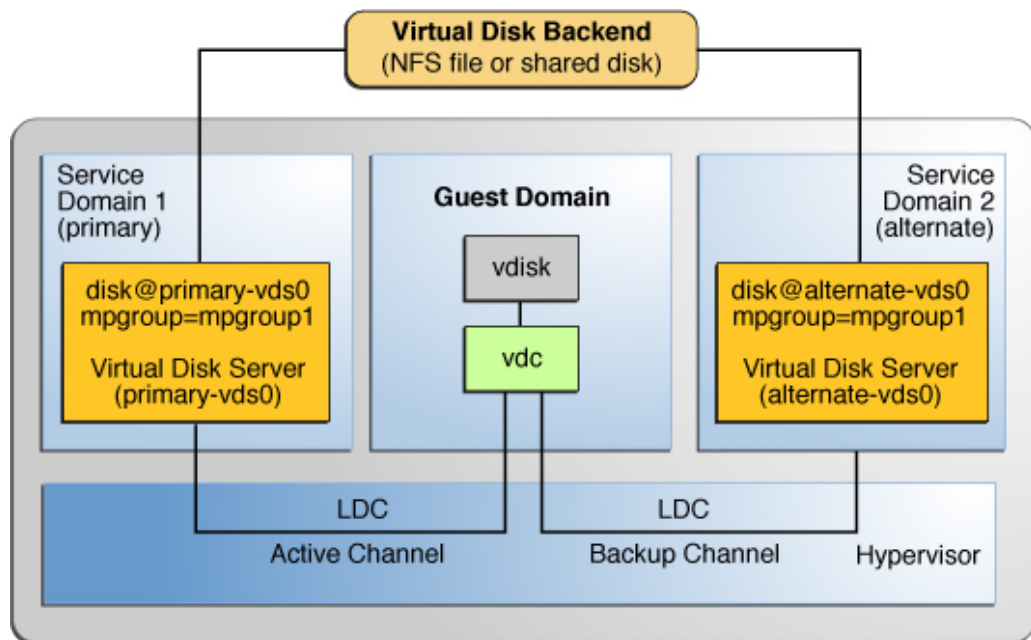 Virtual Disk Backend
(NFS file or shared disk)
Service
Domain 1
(primary)
disk@primary-vds0
mpgroup=mpgroup1
Virtual Disk Server
(primary-vds0)
Guest Domain
vdisk
vdc
Service
Domain 2
(alternate)
disk@alternate-vds0
mpgroup=mpgroup1
Virtual Disk Server
(alternate-vds0)
LDC
Active Channel
LDC
Backup Channel
Hypervisor